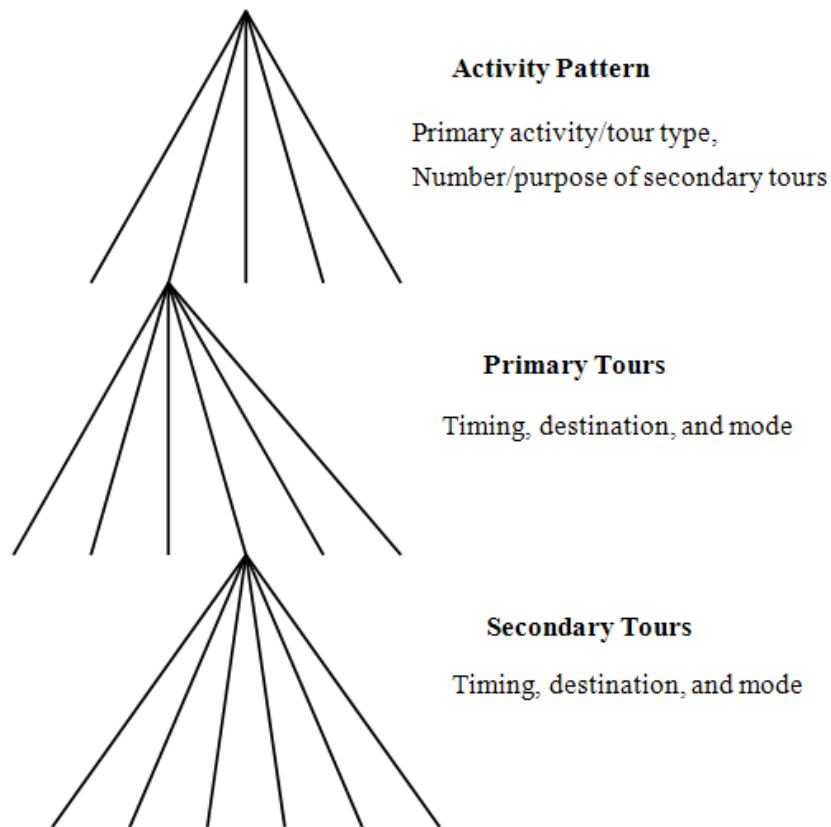 Activity Pattern
Primary activity/tour type,
Number/purpose of secondary tours
Primary Tours
Timing, destination, and mode
Secondary Tours
Timing, destination, and mode